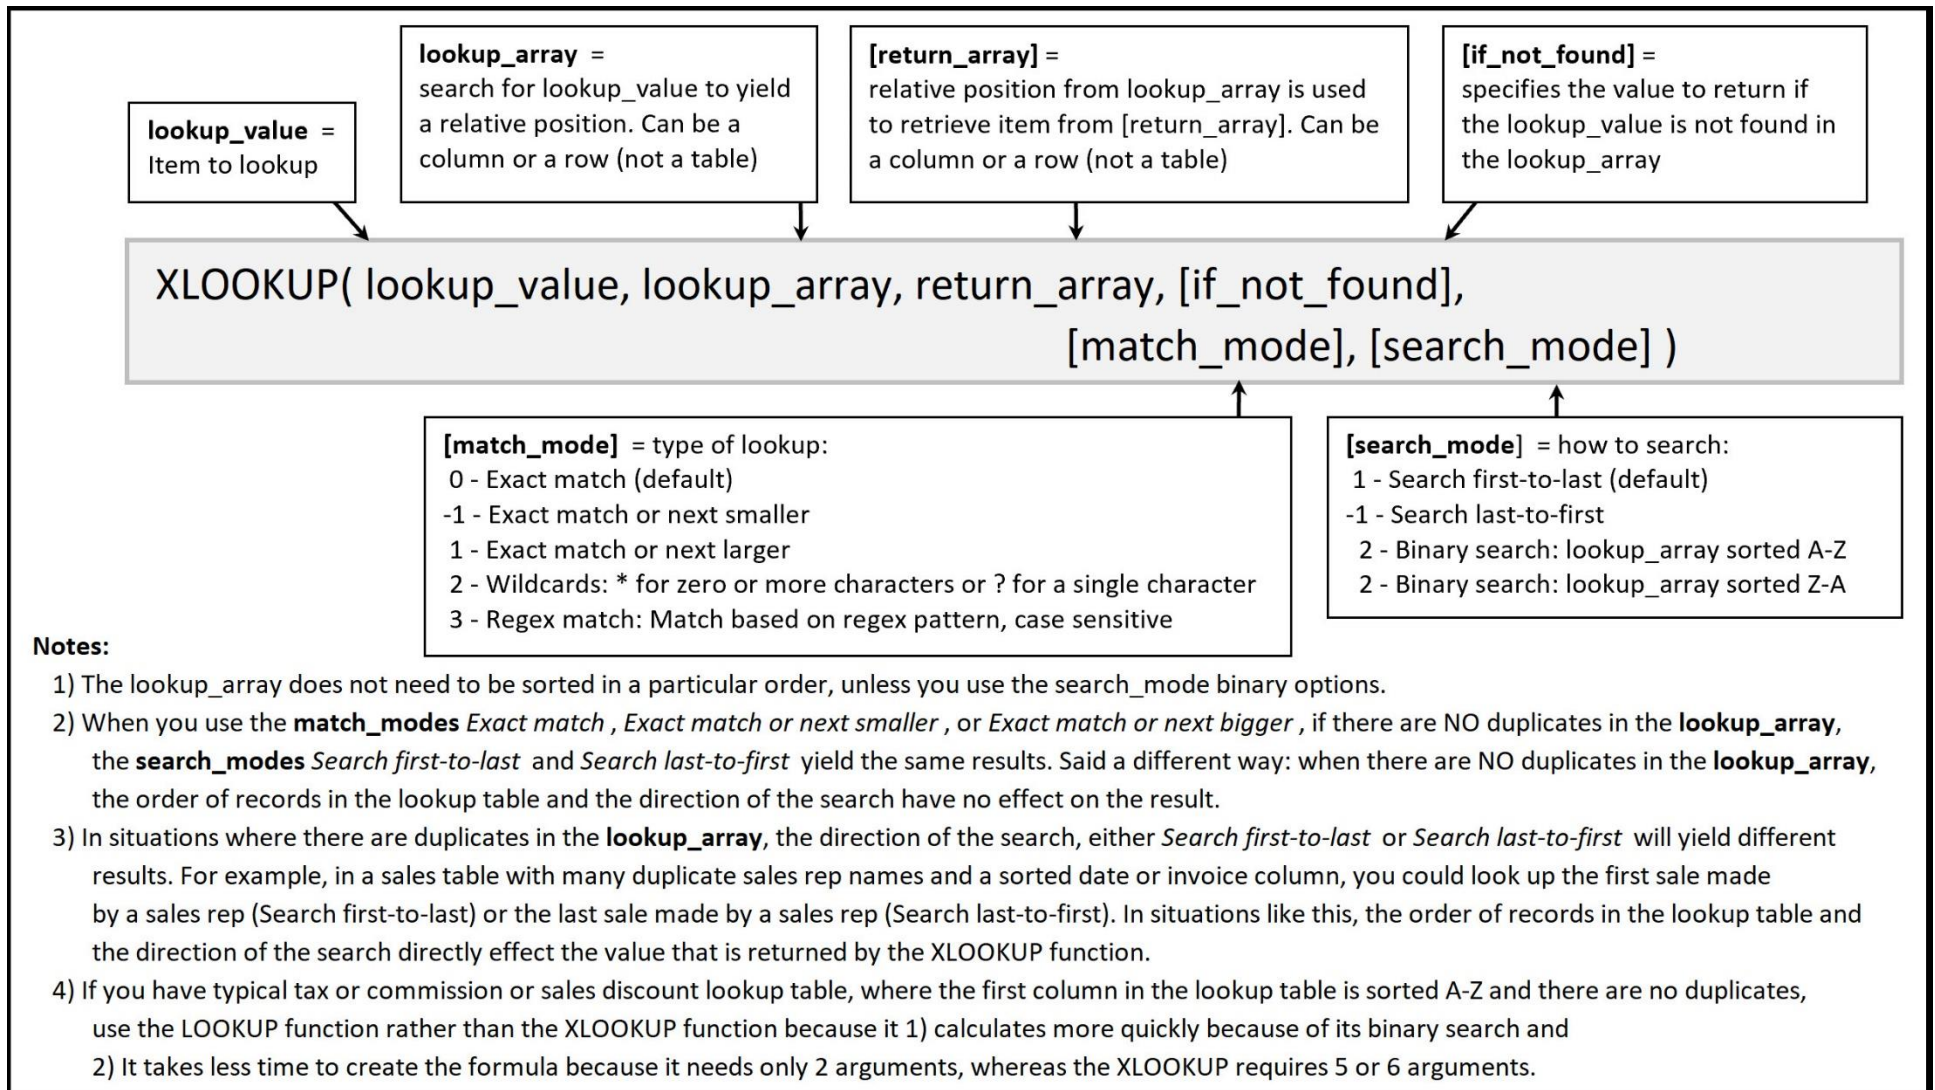 lookup_value =
Item to lookup
lookup_array =
search for lookup_value to yield
a relative position. Can be a
column or a row (not a table)
[return_array] =
relative position from lookup_array is used
to retrieve item from [return_array]. Can be
a column or a row (not a table)
[if_not_found] =
specifies the value to return if
the lookup_value is not found in
the lookup_array
XLOOKUP( lookup_value, lookup_array, return_array, [if_not_found],
[match_mode], [search_mode] )
[match_mode] = type of lookup:
0 - Exact match (default)
-1 - Exact match or next smaller
1 - Exact match or next larger
2 - Wildcards: * for zero or more characters or ? for a single character
3 - Regex match: Match based on regex pattern, case sensitive
[search_mode] = how to search:
1 - Search first-to-last (default)
-1 - Search last-to-first
2 - Binary search: lookup_array sorted A-Z
2 - Binary search: lookup_array sorted Z-A
Notes:
1) The lookup_array does not need to be sorted in a particular order, unless you use the search_mode binary options.
2) When you use the match_modes Exact match , Exact match or next smaller , or Exact match or next bigger , if there are NO duplicates in the lookup_array,
the search_modes Search first-to-last and Search last-to-first yield the same results. Said a different way: when there are NO duplicates in the lookup_array,
the order of records in the lookup table and the direction of the search have no effect on the result.
3) In situations where there are duplicates in the lookup_array, the direction of the search, either Search first-to-last or Search last-to-first will yield different
results. For example, in a sales table with many duplicate sales rep names and a sorted date or invoice column, you could look up the first sale made
by a sales rep (Search first-to-last) or the last sale made by a sales rep (Search last-to-first). In situations like this, the order of records in the lookup table and
the direction of the search directly effect the value that is returned by the XLOOKUP function.
4) If you have typical tax or commission or sales discount lookup table, where the first column in the lookup table is sorted A-Z and there are no duplicates,
use the LOOKUP function rather than the XLOOKUP function because it 1) calculates more quickly because of its binary search and
2) It takes less time to create the formula because it needs only 2 arguments, whereas the XLOOKUP requires 5 or 6 arguments.